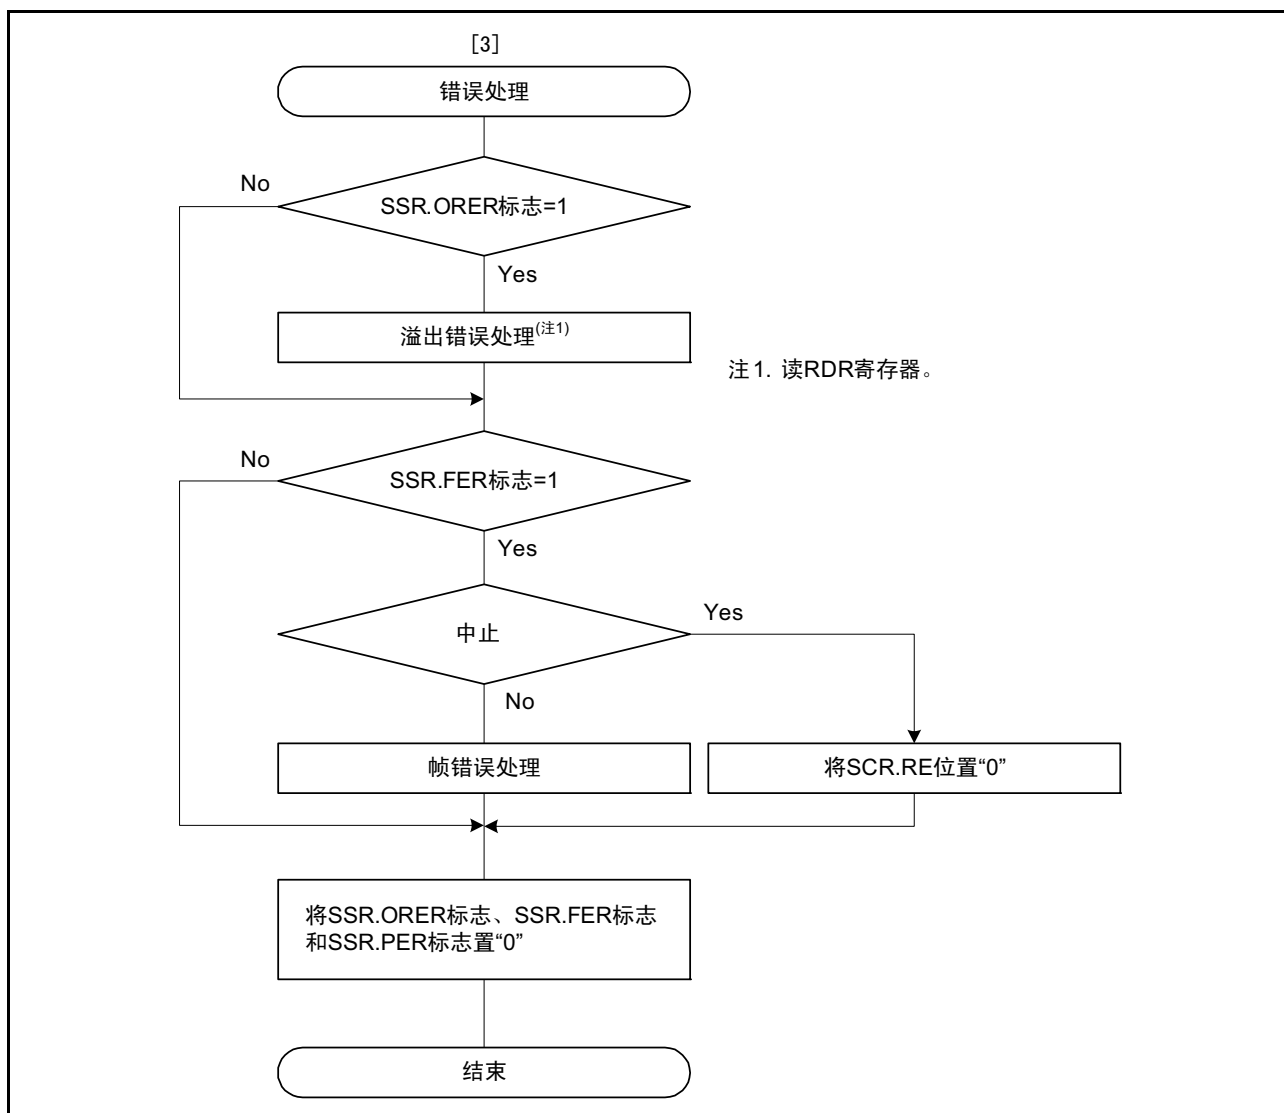 [3]
错误处理
No
SSR.ORER标志=1
Yes
溢出错误处理(注1)
注1. 读RDR寄存器。
No
SSR.FER标志=1
Yes
中止
Yes
No
帧错误处理
将SCR.RE位置“0”
将SSR.ORER标志、SSR.FER标志
和SSR.PER标志置“0”
结束